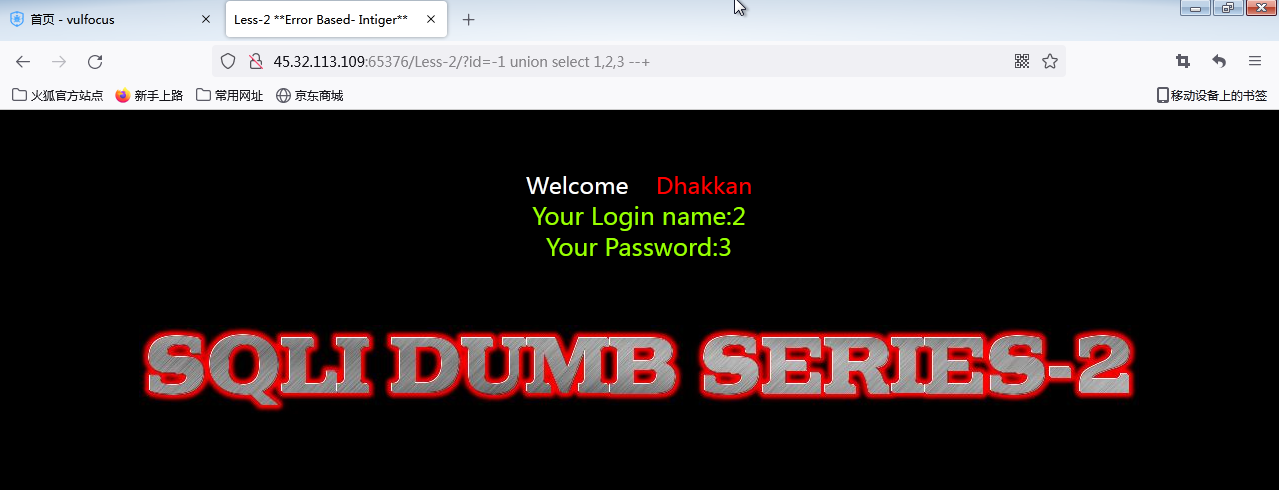 首页 - vulfocus
Less-2 **Error Based- Intiger**
45.32.113.109:65376/Less-2/?id=-1 union select 1,2,3 --+
火狐官方站点 新手上路 常用网址 京东商城 移动设备上的书签
Welcome Dhakkan
Your Login name:2
Your Password:3
SQLI DUMB SERIES-2